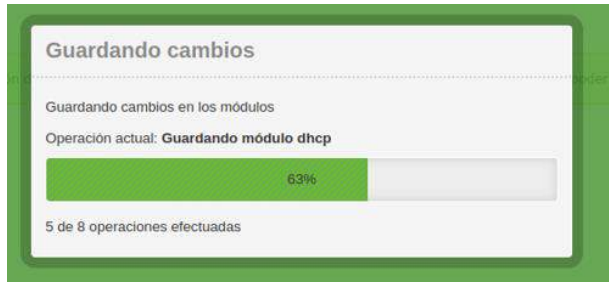 Guardando cambios
Guardando cambios en los módulos
Operación actual: Guardando módulo dhcp
63%
5 de 8 operaciones efectuadas